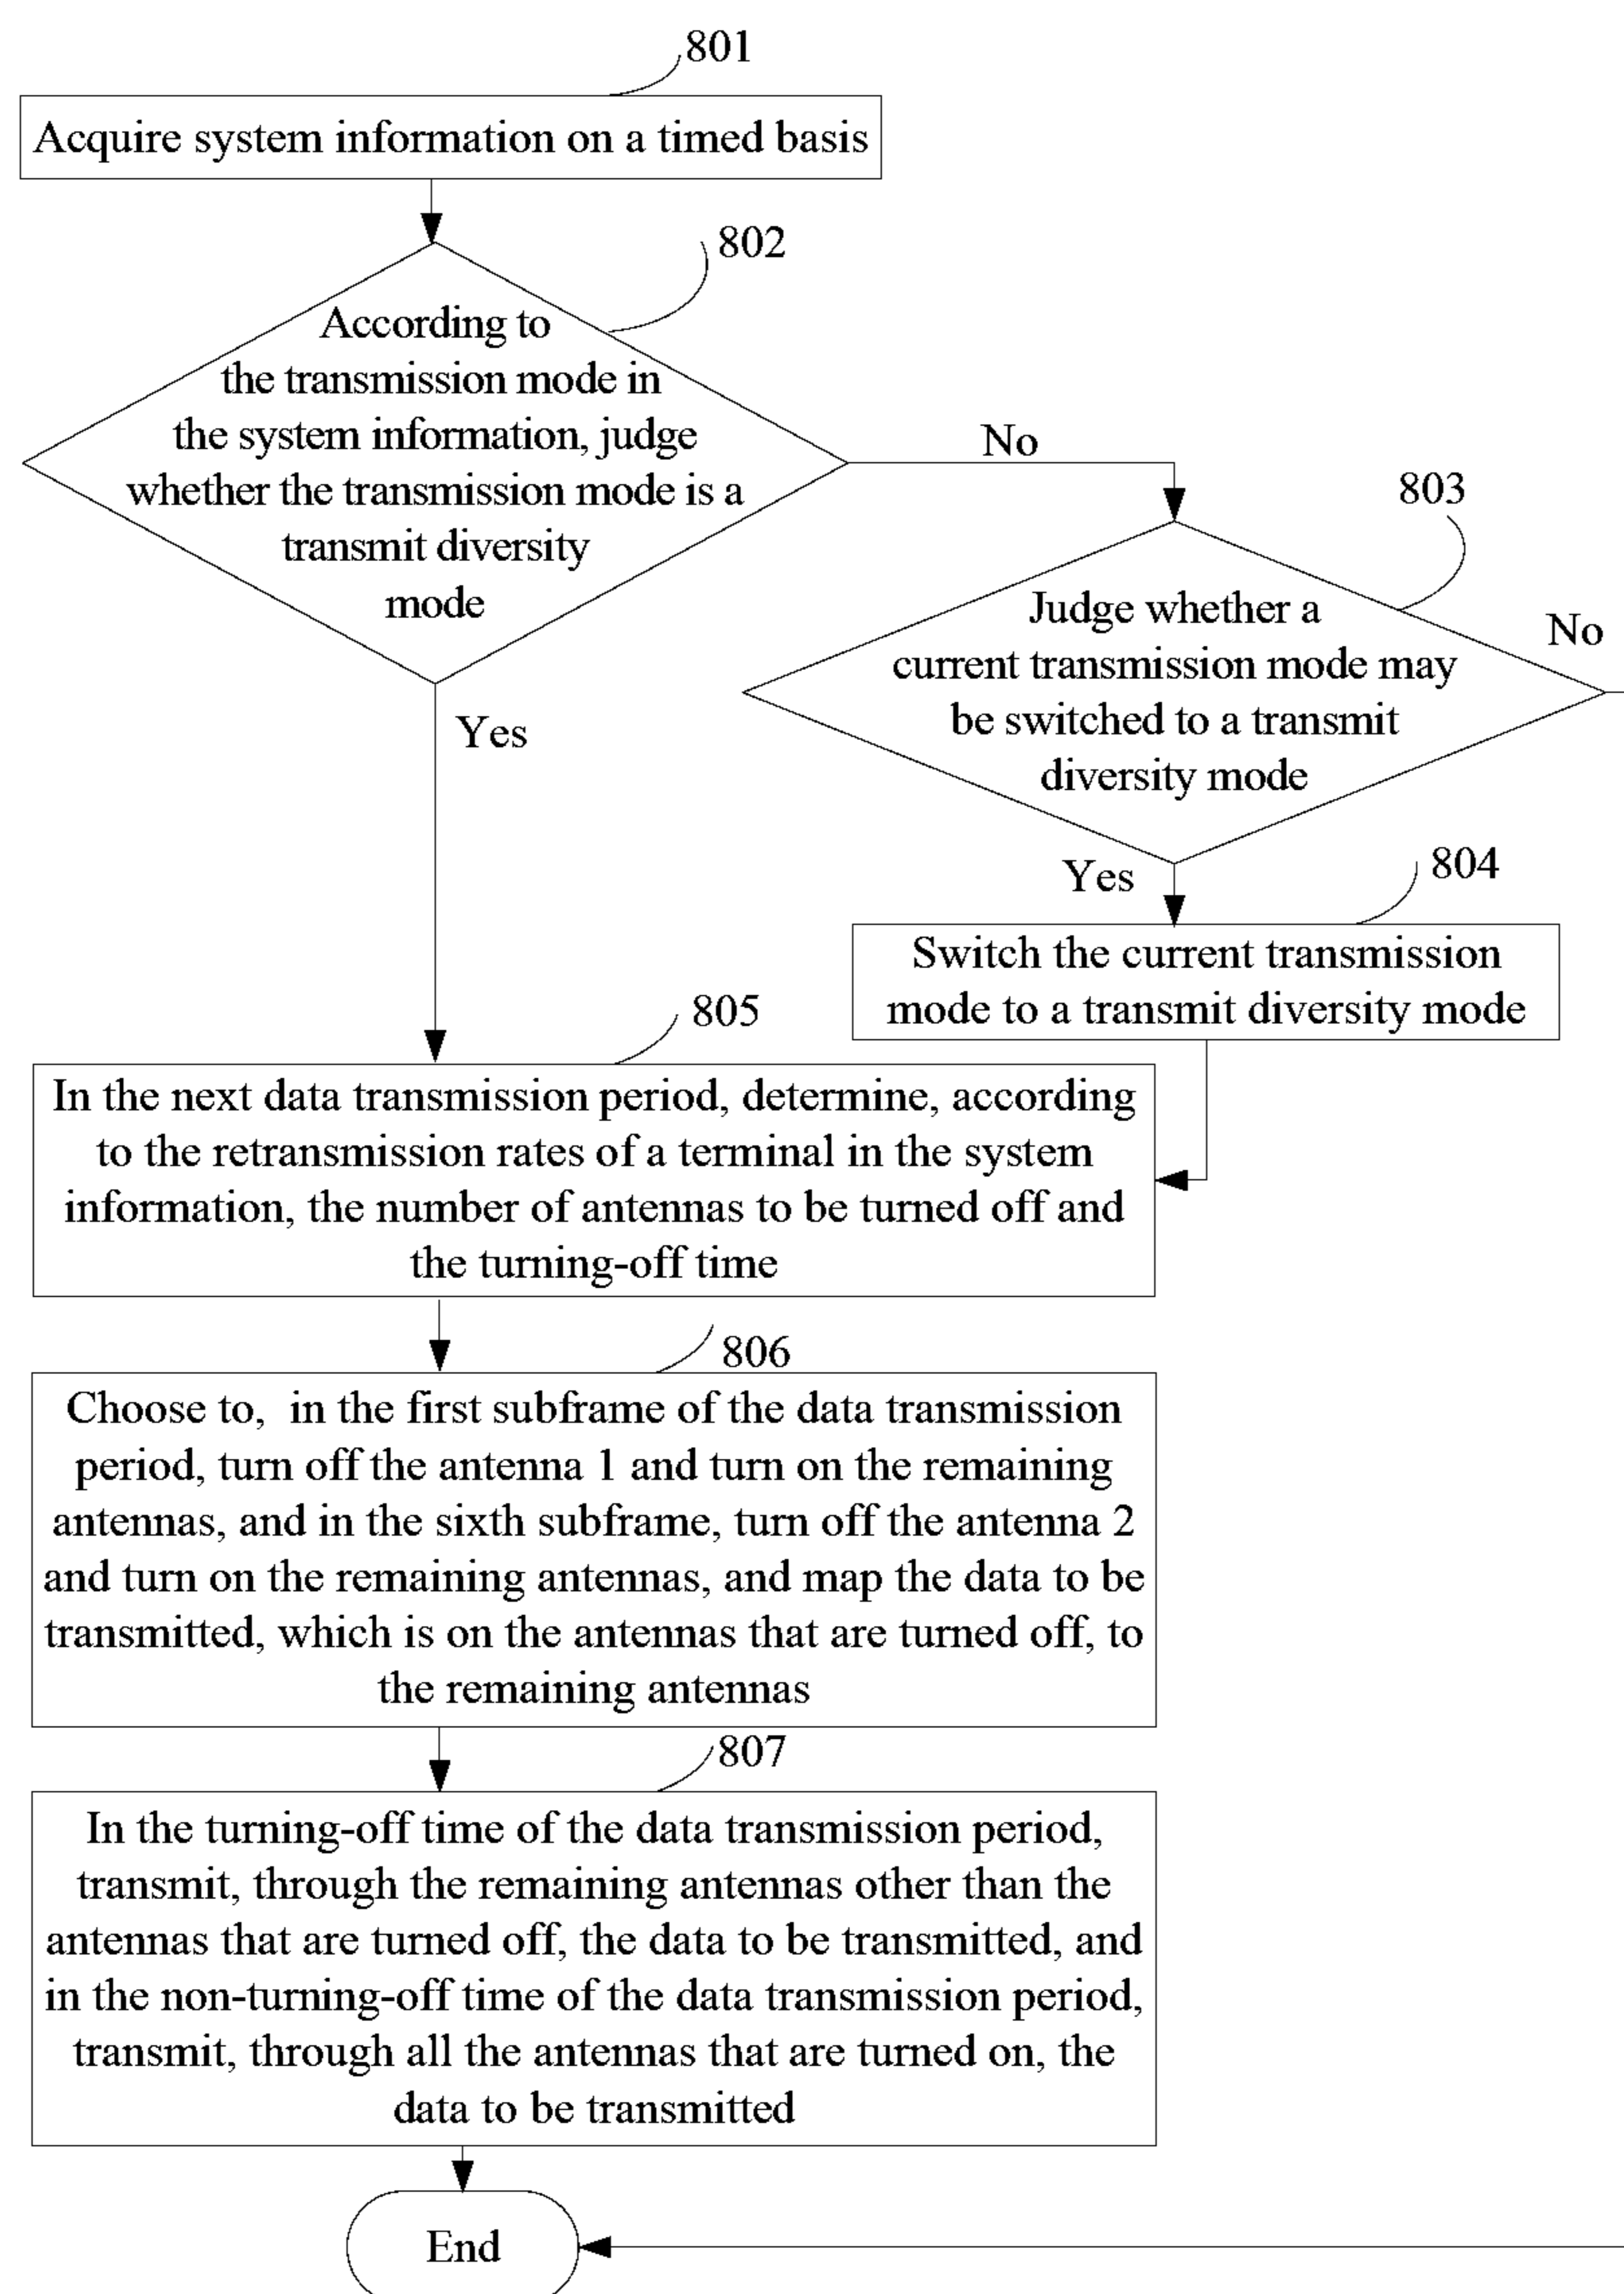 801
Acquire system information on a timed basis
802
According to
the transmission mode in
the system information, judge
whether the transmission mode is a
transmit diversity
mode
No
803
Judge whether a
current transmission mode may
be switched to a transmit
diversity mode
No
Yes
Yes
804
Switch the current transmission
mode to a transmit diversity mode
805
In the next data transmission period, determine, according
to the retransmission rates of a terminal in the system
information, the number of antennas to be turned off and
the turning-off time
806
Choose to, in the first subframe of the data transmission
period, turn off the antenna 1 and turn on the remaining
antennas, and in the sixth subframe, turn off the antenna 2
and turn on the remaining antennas, and map the data to be
transmitted, which is on the antennas that are turned off, to
the remaining antennas
807
In the turning-off time of the data transmission period,
transmit, through the remaining antennas other than the
antennas that are turned off, the data to be transmitted, and
in the non-turning-off time of the data transmission period,
transmit, through all the antennas that are turned on, the
data to be transmitted
End